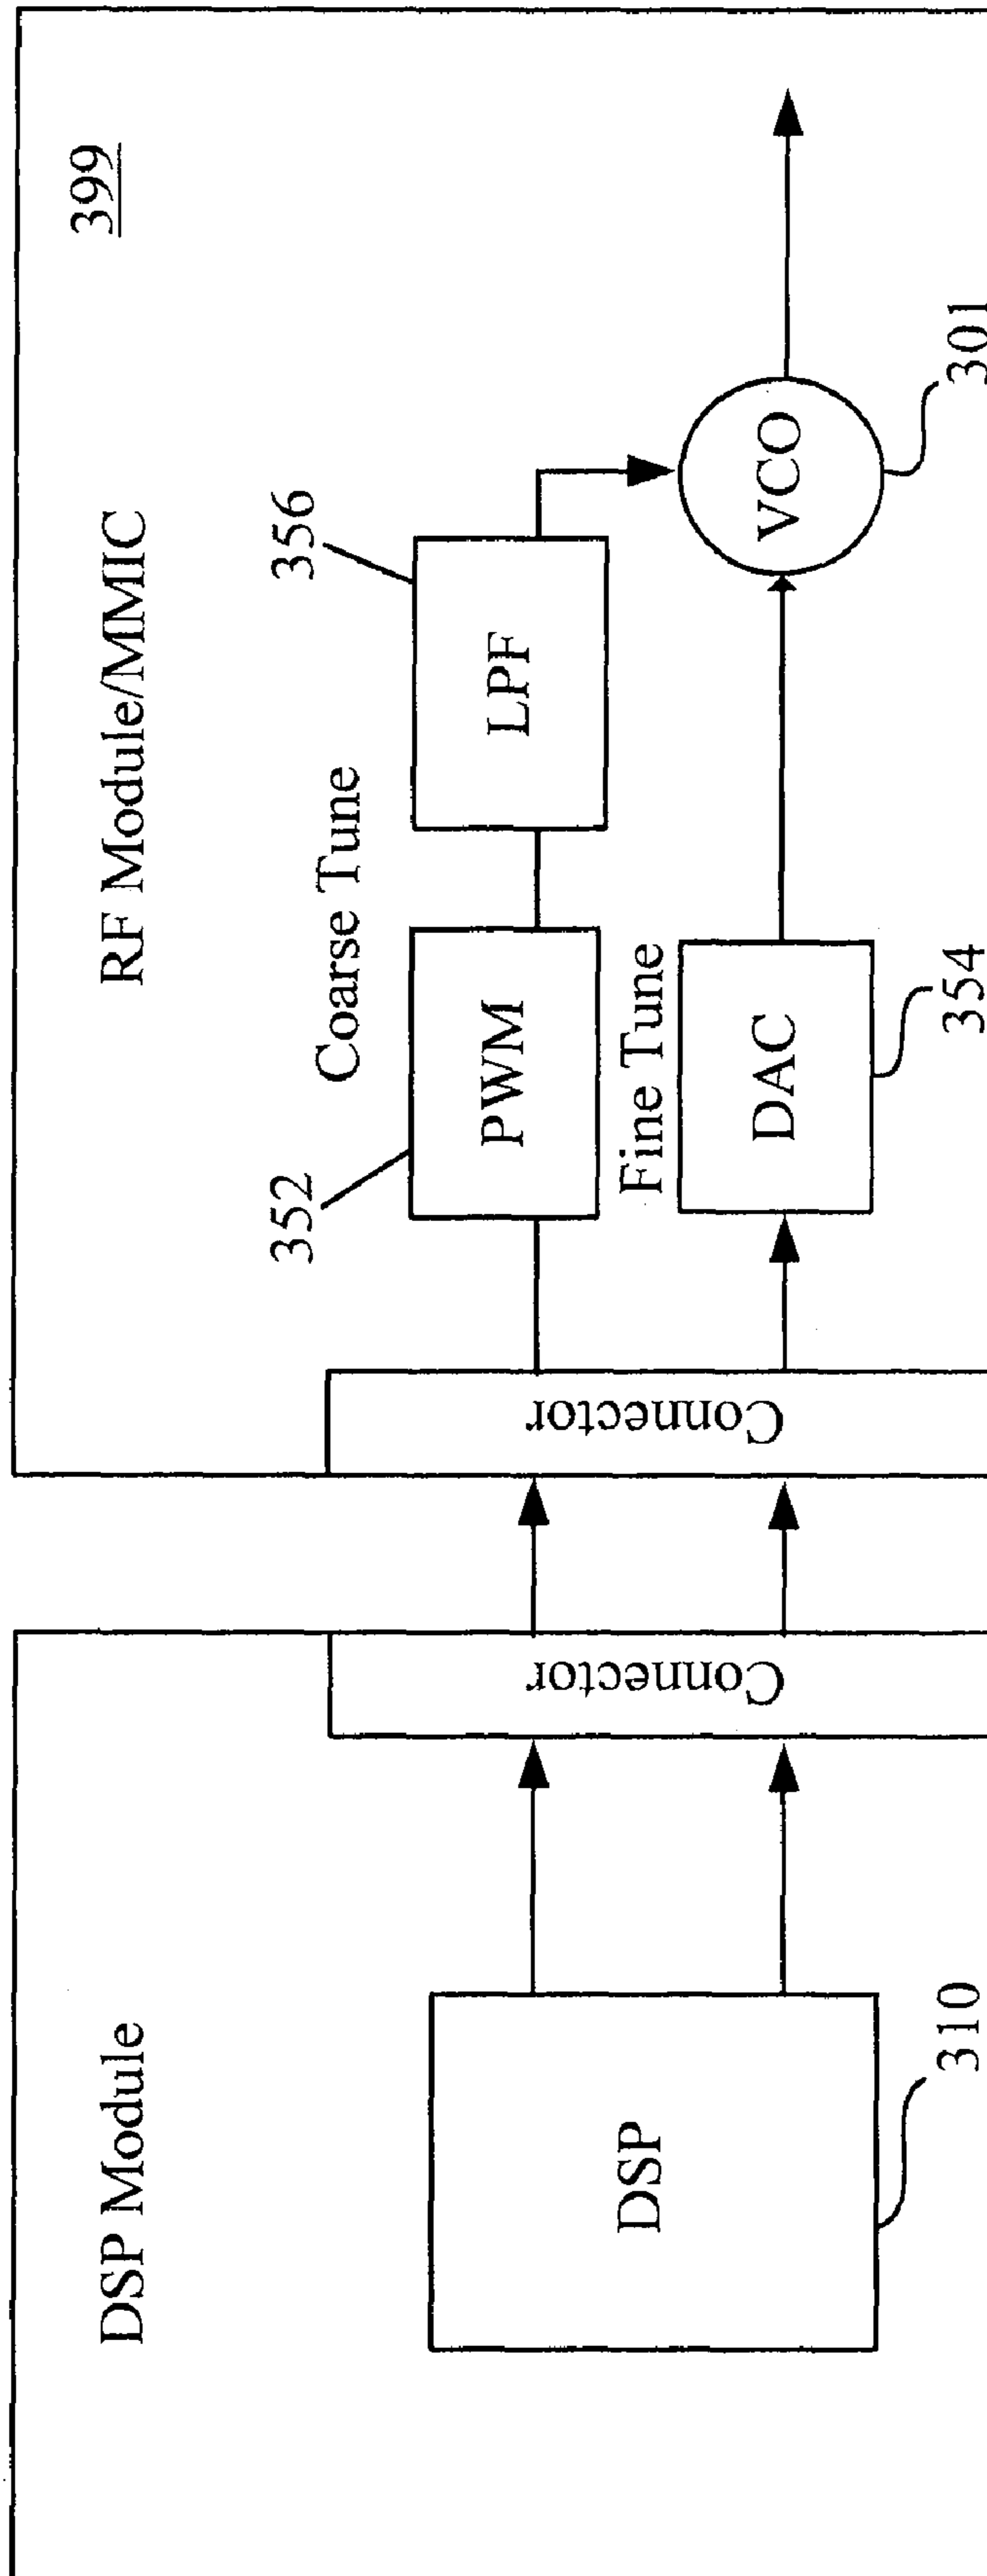 399
RF Module/MMIC
DSP Module
356
352
Coarse Tune
LPF
PWM
Fine Tune
VCO
DAC
Connector
Connector
DSP
301
354
310